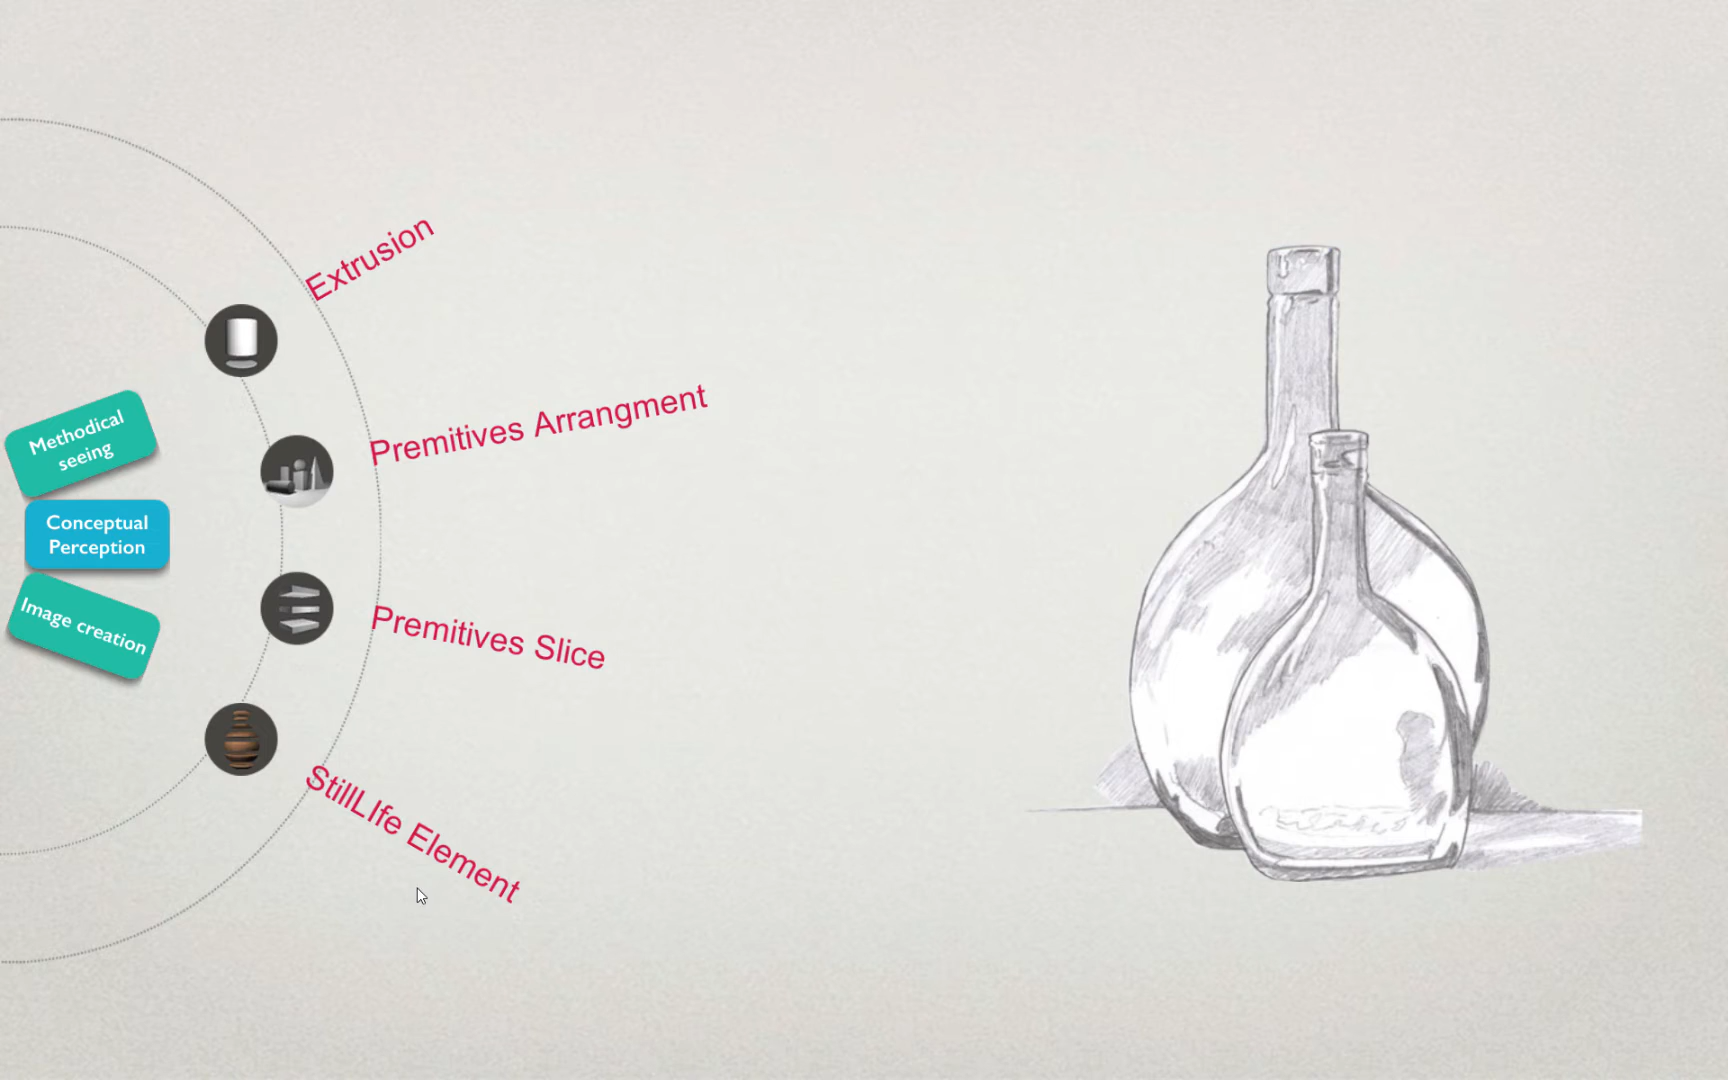 Extrusion
Premitives Arrangment
Methodical
seeing
Conceptual
Perception
Image creation
Premitives Slice
StillLIfe Element